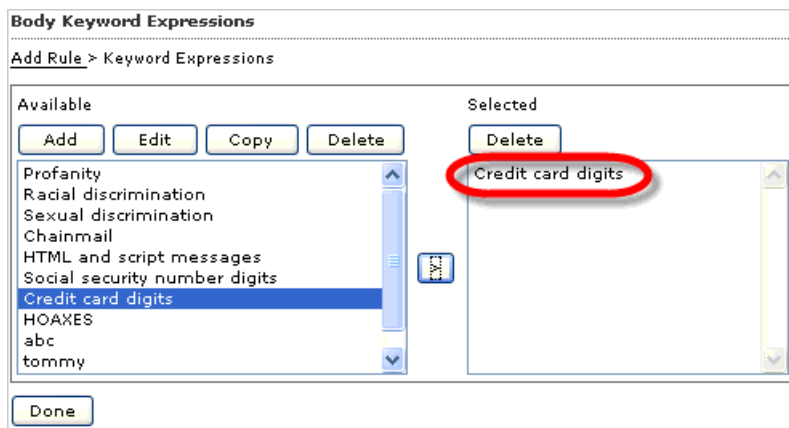 Body Keyword Expressions
Add Rule > Keyword Expressions
Available
Selected
Add Edit Copy Delete
Delete
Profanity
Racial discrimination
Sexual discrimination
Chainmail
HTML and script messages
Social security number digits
Credit card digits
HOAXES
abc
tommy
>
Credit card digits
Done